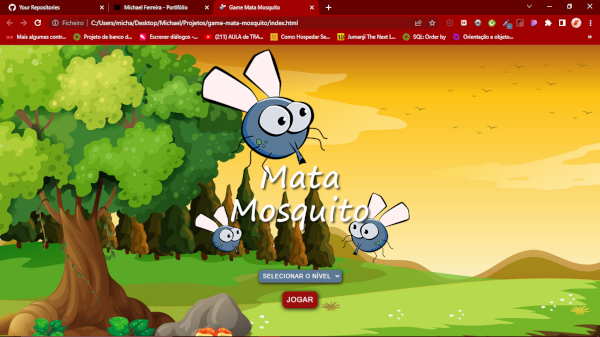 Your Repositories
Michael Ferreira - Portifólio
Game Mata Mosquito
Ficheiro
C:/Users/micha/Desktop/Michael/Projetos/game-mata-mosquito/index.html
Mais algumas contr...
Projeto de banco d...
Escrever diálogos -...
(211) AULA de TRA...
Como Hospedar Se...
Jumanji The Next L...
SQL: Order by
Orientação a objeto...
Mata
Mosquito
SELECIONAR O NÍVEL
JOGAR